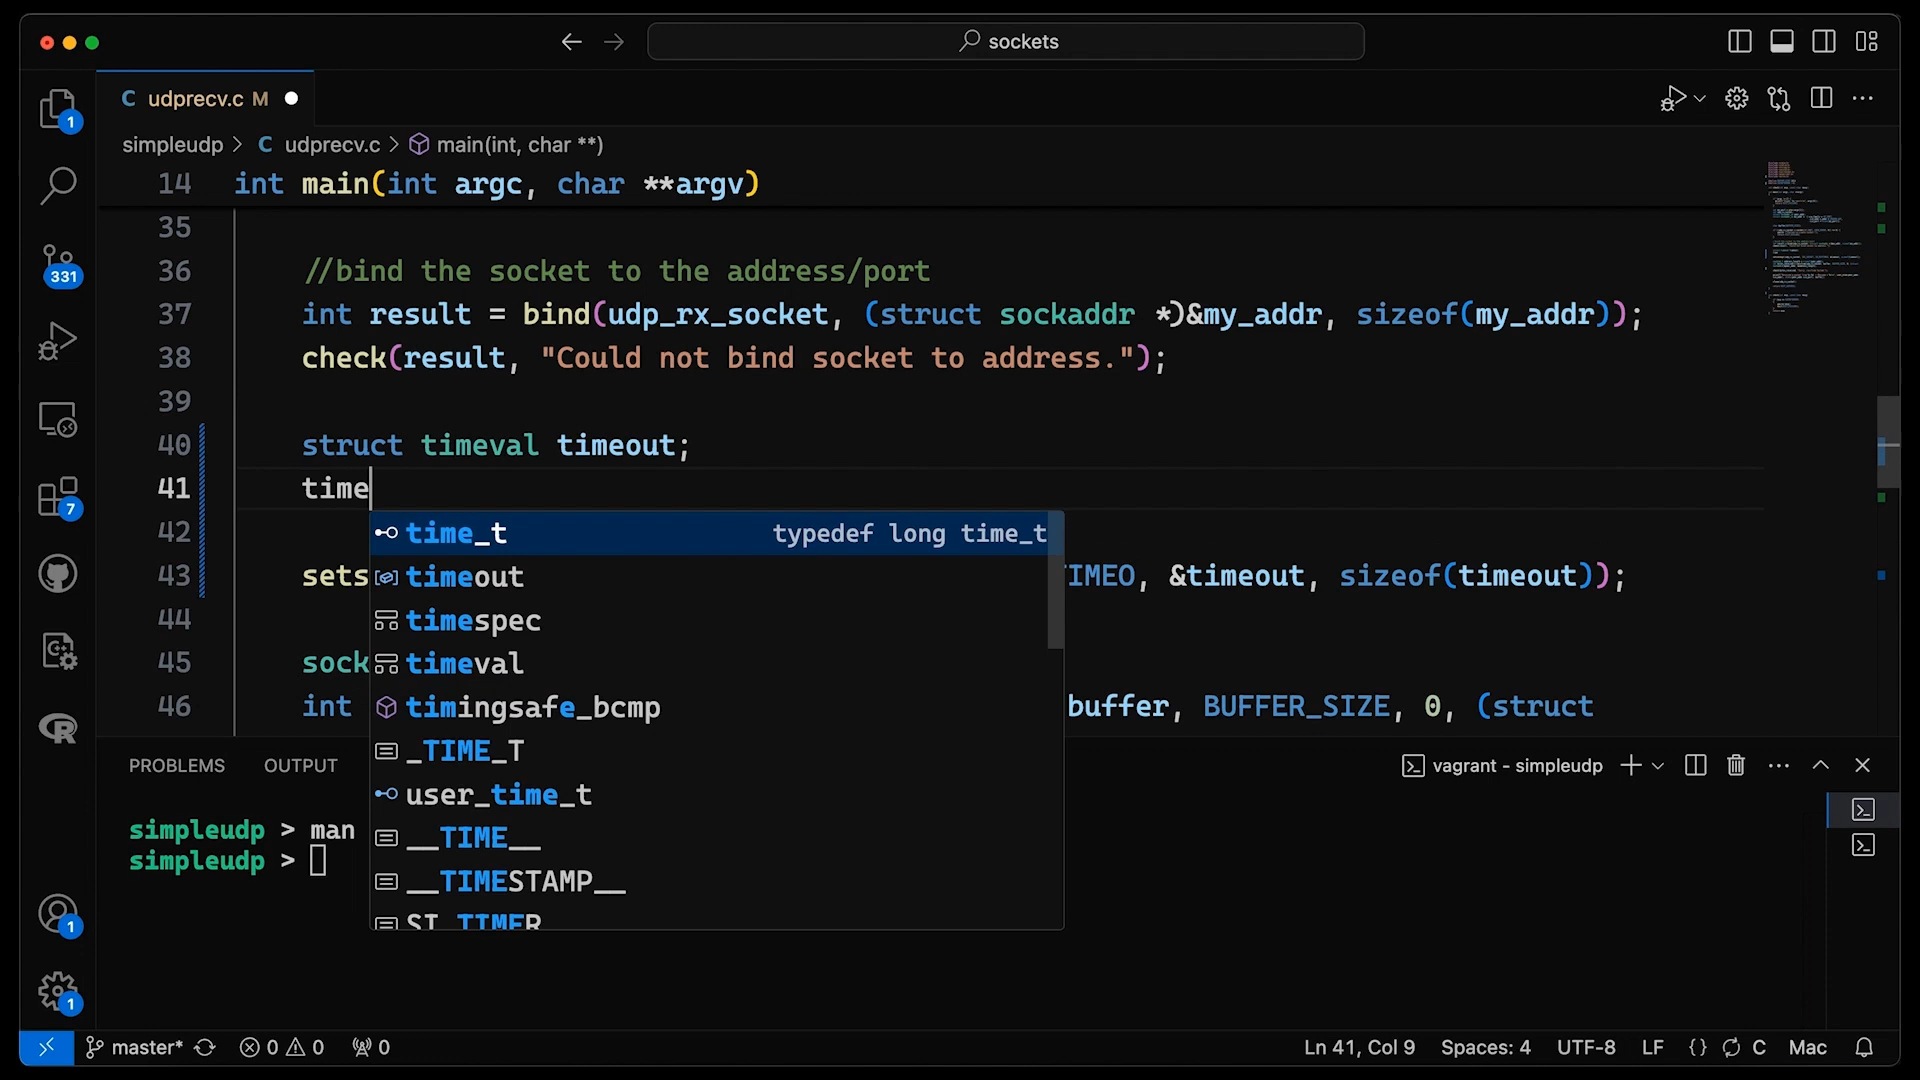 sockets
C udprecv.c M
simpleudp > C udprecv.c > main(int, char **)
14 int main(int argc, char **argv)
35
36 //bind the socket to the address/port
37 int result = bind(udp_rx_socket, (struct sockaddr *)&my_addr, sizeof(my_addr));
38 check(result, "Could not bind socket to address.");
39
40 struct timeval timeout;
41 time
42
43 sets TIMEO, &timeout, sizeof(timeout));
44
45 sock
46 int buffer, BUFFER_SIZE, 0, (struct
time_t typedef long time_t
timeout
timespec
timeval
timingsafe_bcmp
_TIME_T
user_time_t
__TIME__
__TIMESTAMP__
SI_TIMER
1
331
7
1
1
PROBLEMS OUTPUT vagrant - simpleudp
simpleudp > man
simpleudp >
master* 0 0 0 Ln 41, Col 9 Spaces: 4 UTF-8 LF {} C Mac